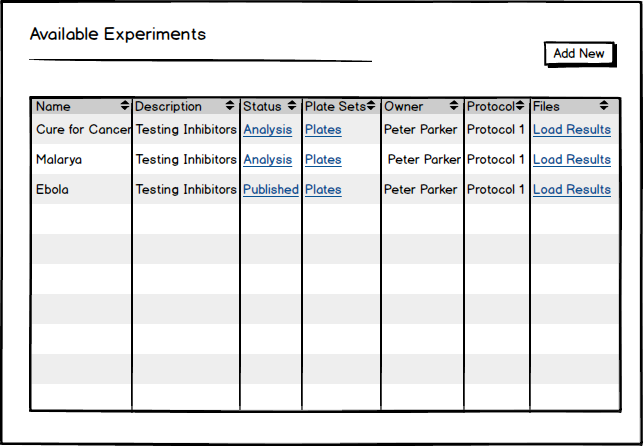 Available Experiments
Add New
Name Description Status Plate Sets Owner Protocol Files
Cure for Cancer Testing Inhibitors Analysis Plates Peter Parker Protocol 1 Load Results
Malarya Testing Inhibitors Analysis Plates Peter Parker Protocol 1 Load Results
Ebola Testing Inhibitors Published Plates Peter Parker Protocol 1 Load Results